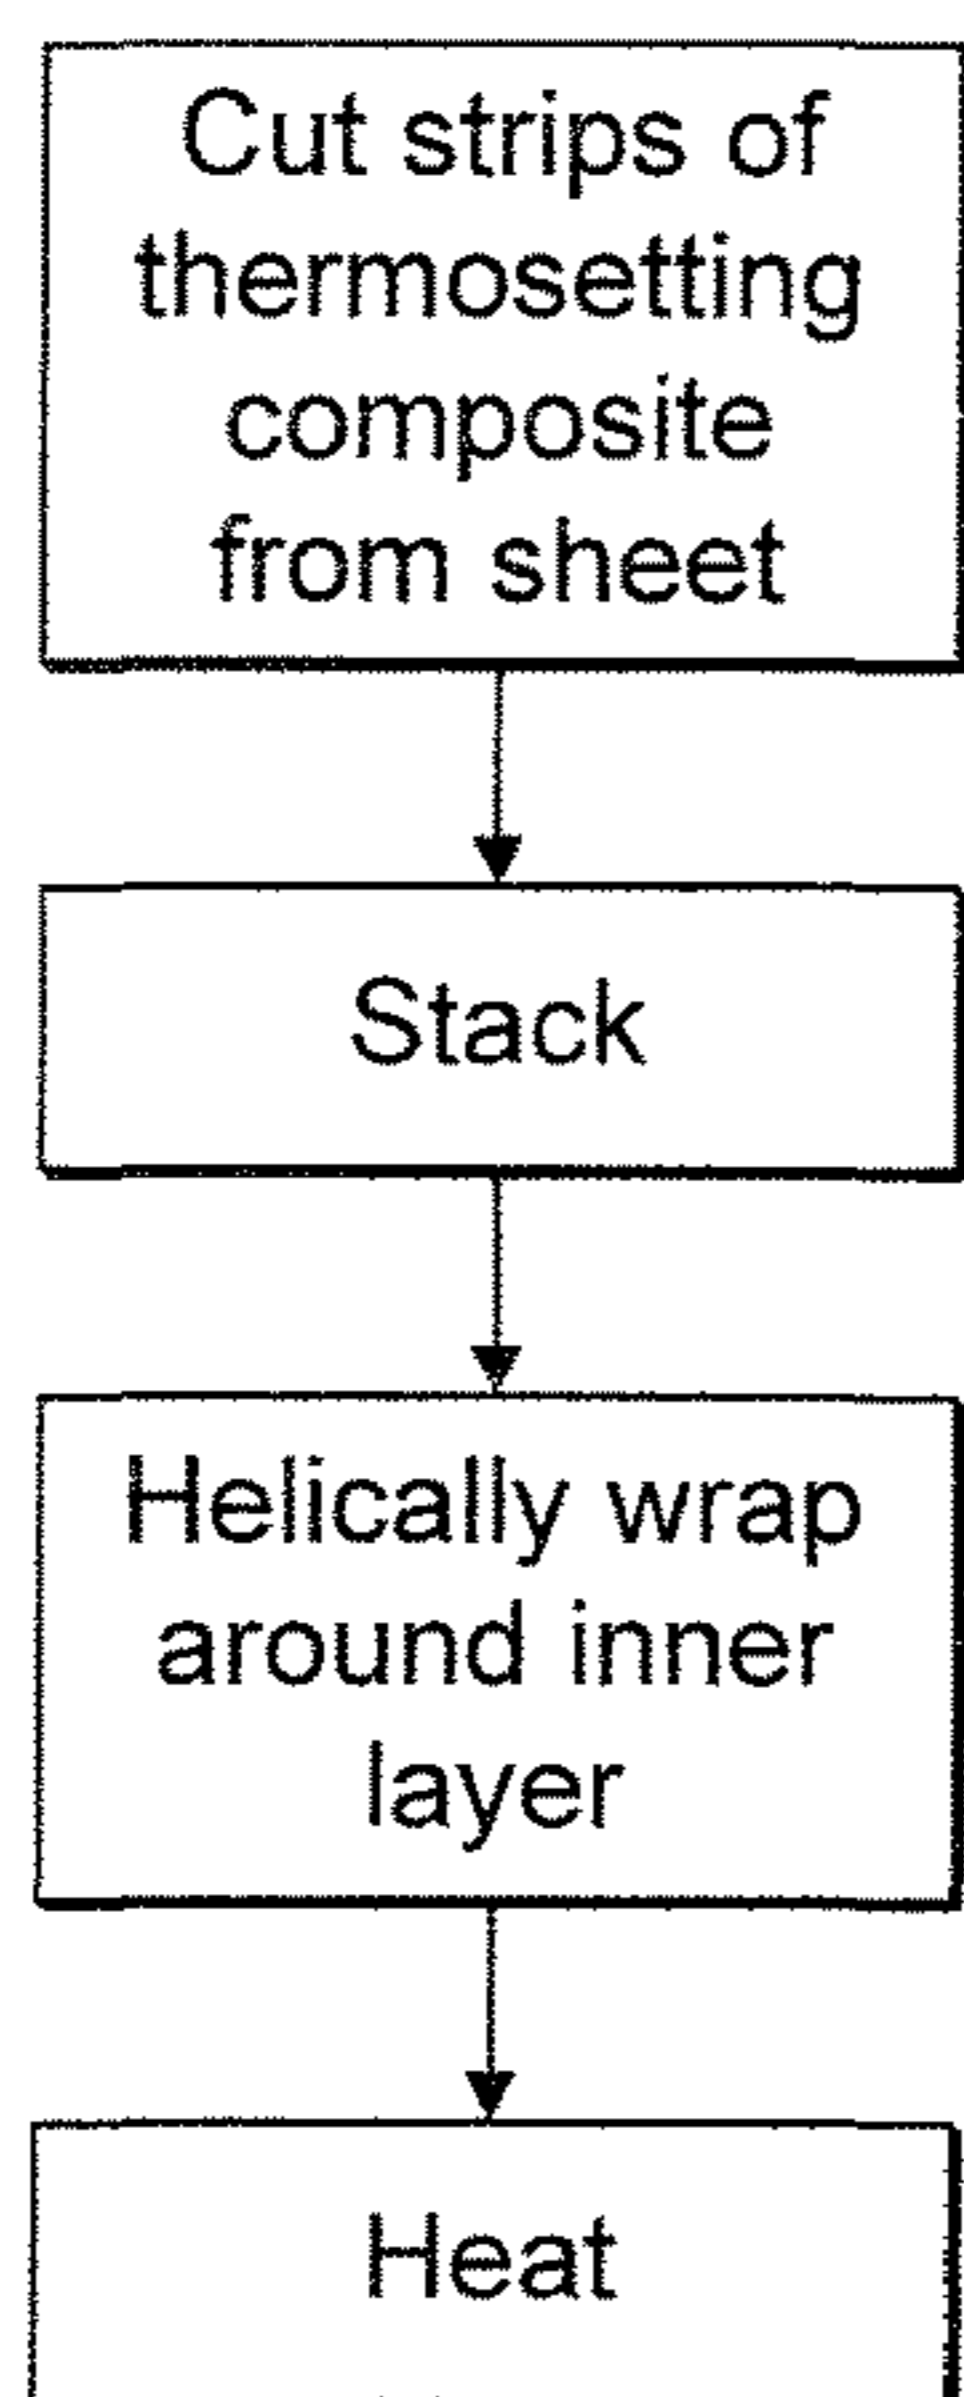 Cut strips of
thermosetting
composite
from sheet
Stack
Helically wrap
around inner
layer
Heat